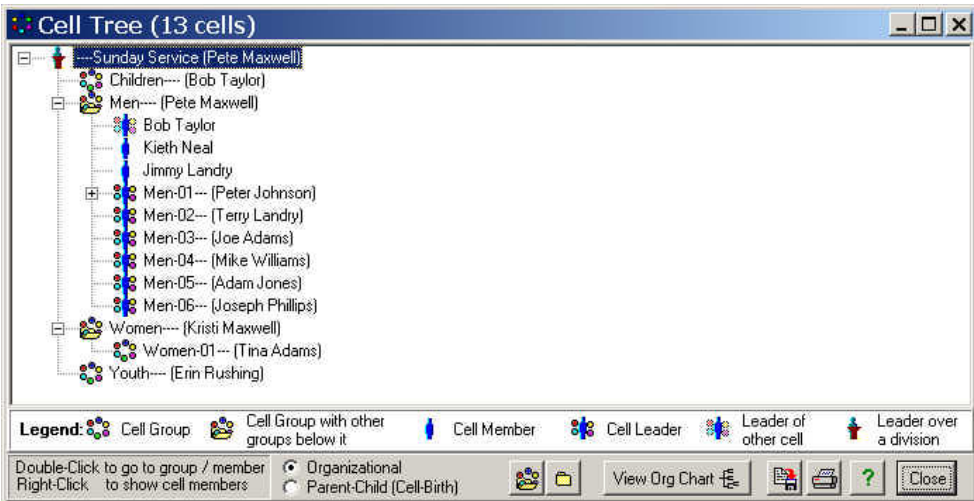 Cell Tree (13 cells)
----Sunday Service (Pete Maxwell)
Children---- (Bob Taylor)
Men---- (Pete Maxwell)
Bob Taylor
Kieth Neal
Jimmy Landry
Men-01--- (Peter Johnson)
Men-02--- (Terry Landry)
Men-03--- (Joe Adams)
Men-04--- (Mike Williams)
Men-05--- (Adam Jones)
Men-06--- (Joseph Phillips)
Women---- (Kristi Maxwell)
Women-01--- (Tina Adams)
Youth---- (Erin Rushing)
Legend: Cell Group
Cell Group with other
groups below it
Cell Member
Cell Leader
Leader of
other cell
Leader over
a division
Double-Click to go to group / member
Right-Click to show cell members
Organizational
Parent-Child (Cell-Birth)
View Org Chart
?
Close